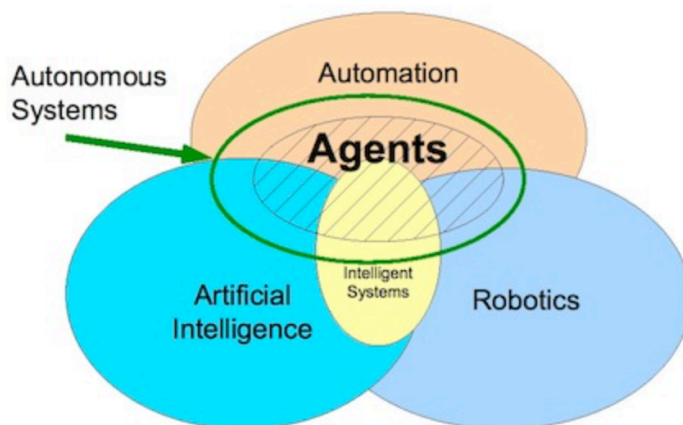 Automation
Autonomous
Systems
Agents
Intelligent
Systems
Artificial
Intelligence
Robotics